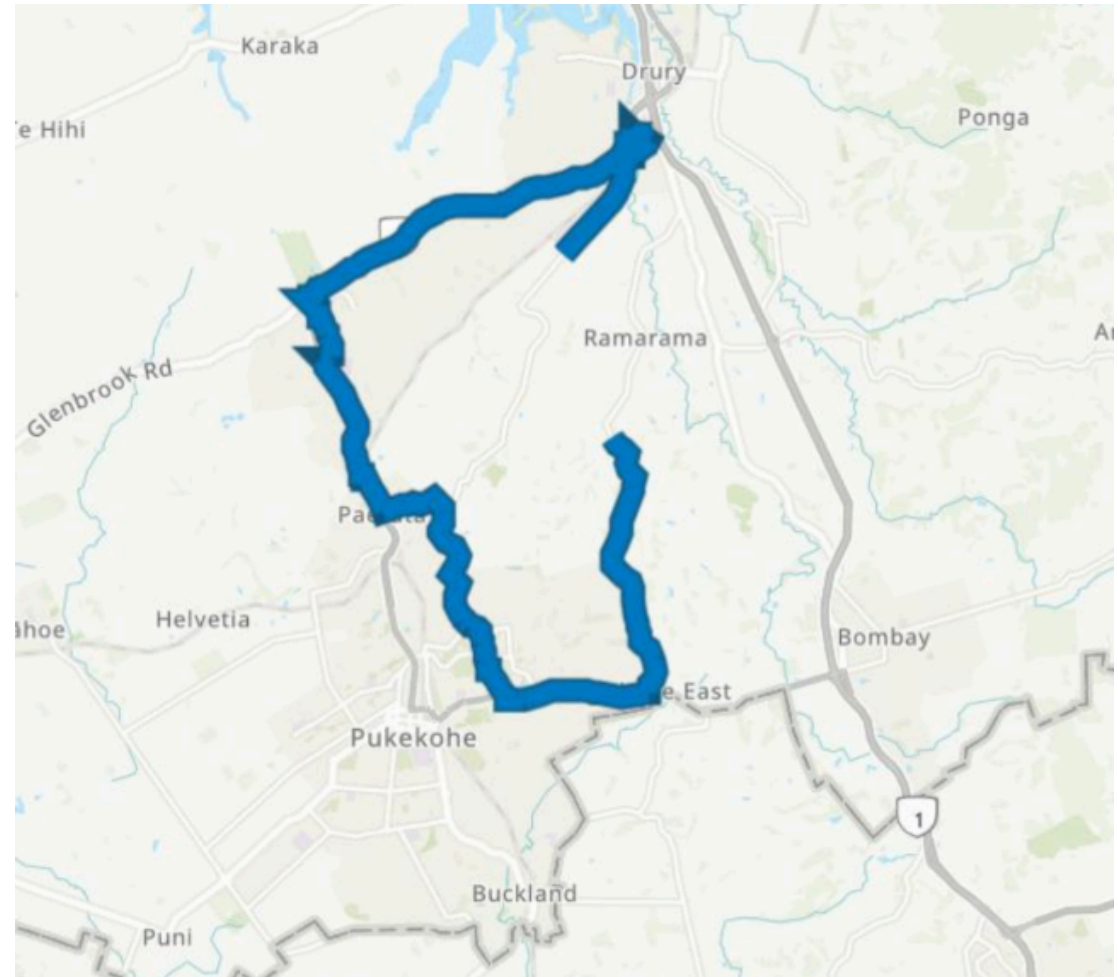 Karaka
Drury
Ponga
e Hihi
Ramarama
Glenbrook Rd
Helvetia
Bombay
e East
Pukekohe
1
Buckland
Puni